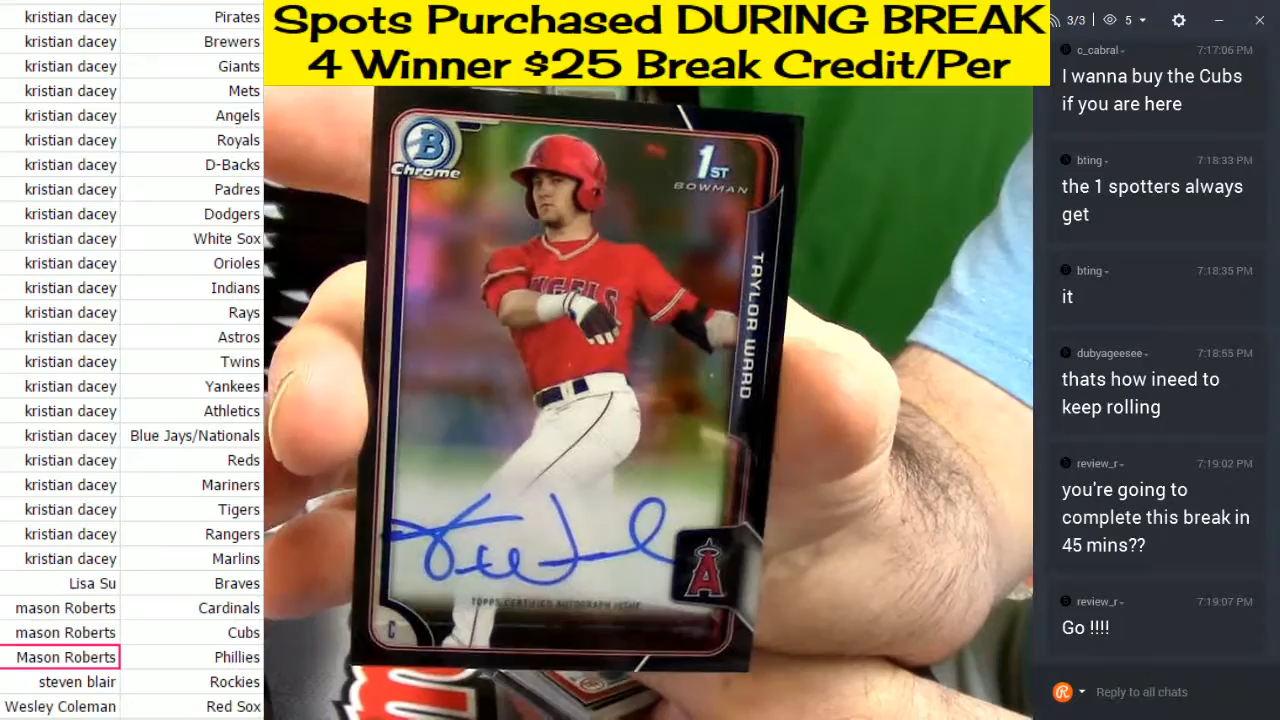 Spots Purchased DURING BREAK
4 Winner $25 Break Credit/Per
kristian dacey Pirates
kristian dacey Brewers
kristian dacey Giants
kristian dacey Mets
kristian dacey Angels
kristian dacey Royals
kristian dacey D-Backs
kristian dacey Padres
kristian dacey Dodgers
kristian dacey White Sox
kristian dacey Orioles
kristian dacey Indians
kristian dacey Rays
kristian dacey Astros
kristian dacey Twins
kristian dacey Yankees
kristian dacey Athletics
kristian dacey Blue Jays/Nationals
kristian dacey Reds
kristian dacey Mariners
kristian dacey Tigers
kristian dacey Rangers
kristian dacey Marlins
Lisa Su Braves
mason Roberts Cardinals
mason Roberts Cubs
Mason Roberts Phillies
steven blair Rockies
Wesley Coleman Red Sox
B
Chrome
1ST
BOWMAN
ANGELS
TAYLOR WARD
TOPPS CERTIFIED AUTOGRAPH ISSUE
A
C
3/3 5
c_cabral 7:17:06 PM
I wanna buy the Cubs
if you are here
bting 7:18:33 PM
the 1 spotters always
get
bting 7:18:35 PM
it
dubyageesee 7:18:55 PM
thats how ineed to
keep rolling
review_r 7:19:02 PM
you're going to
complete this break in
45 mins??
review_r 7:19:07 PM
Go !!!!
Reply to all chats